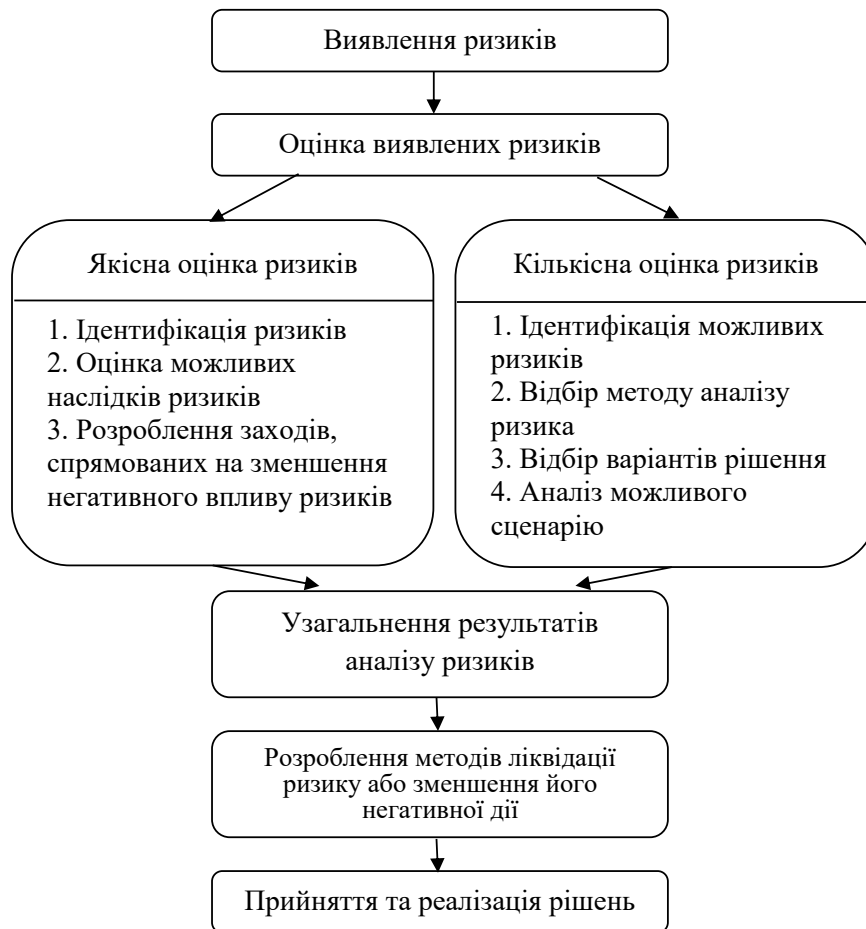 Виявлення ризиків
Оцінка виявлених ризиків
Якісна оцінка ризиків
1. Ідентифікація ризиків
2. Оцінка можливих
наслідків ризиків
3. Розроблення заходів,
спрямованих на зменшення
негативного впливу ризиків
Кількісна оцінка ризиків
1. Ідентифікація можливих
ризиків
2. Відбір методу аналізу
ризика
3. Відбір варіантів рішення
4. Аналіз можливого
сценарію
Узагальнення результатів
аналізу ризиків
Розроблення методів ліквідації
ризику або зменшення його
негативної дії
Прийняття та реалізація рішень